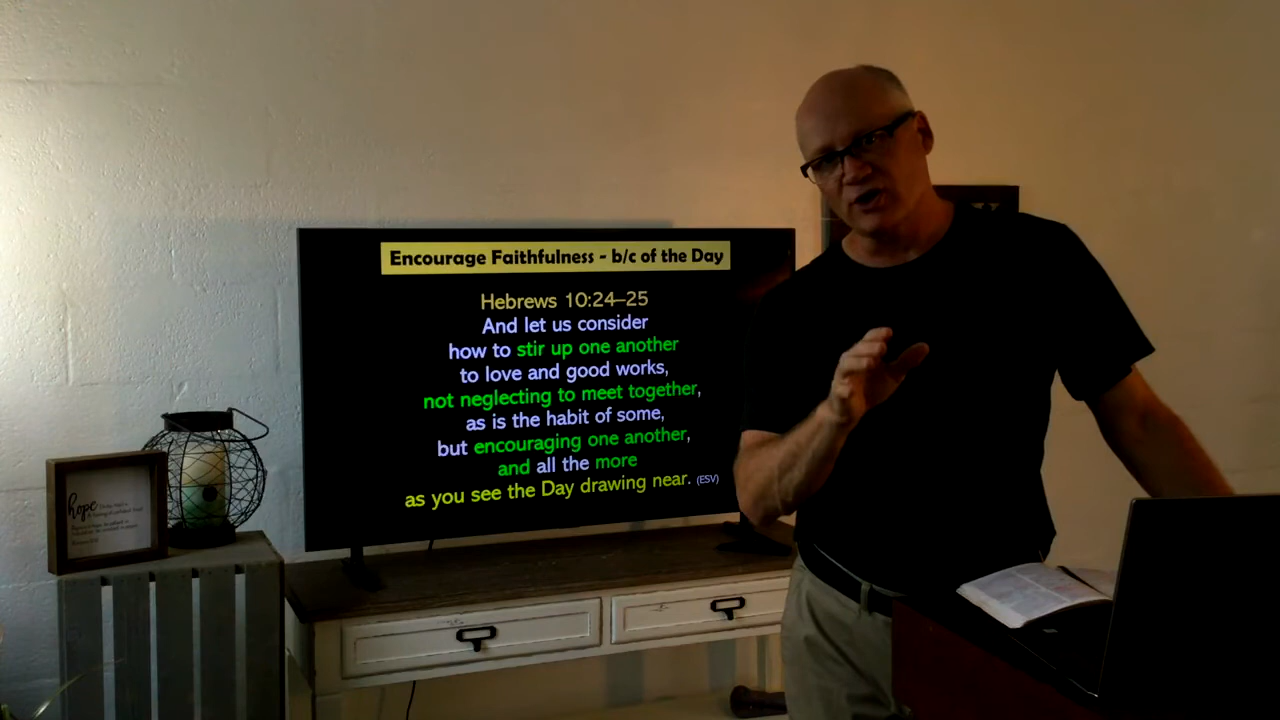 Encourage Faithfulness - b/c of the Day
Hebrews 10:24–25
And let us consider
how to stir up one another
to love and good works,
not neglecting to meet together,
as is the habit of some,
but encouraging one another,
and all the more
as you see the Day drawing near. (ESV)
hope